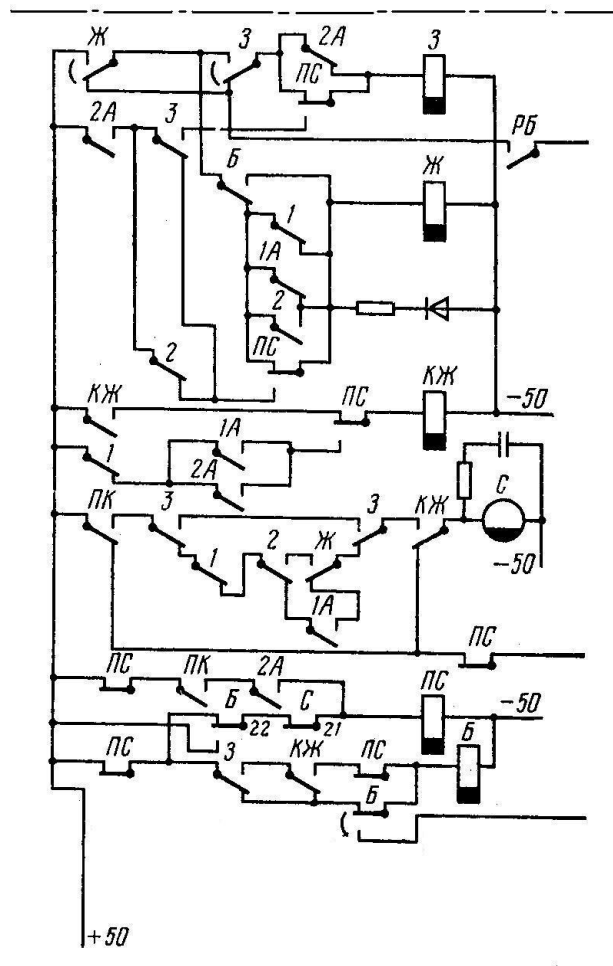 Ж З 2А З
ПС
2А З РБ
Б Ж
1
1А
2
ПС
2
КЖ ПС КЖ -50
1 1А
2А С
ПК З З КЖ
1 2 Ж -50
1А
ПС
ПС ПК 2А ПС -50
Б С
22 21 Б
ПС З КЖ ПС
Б
+50